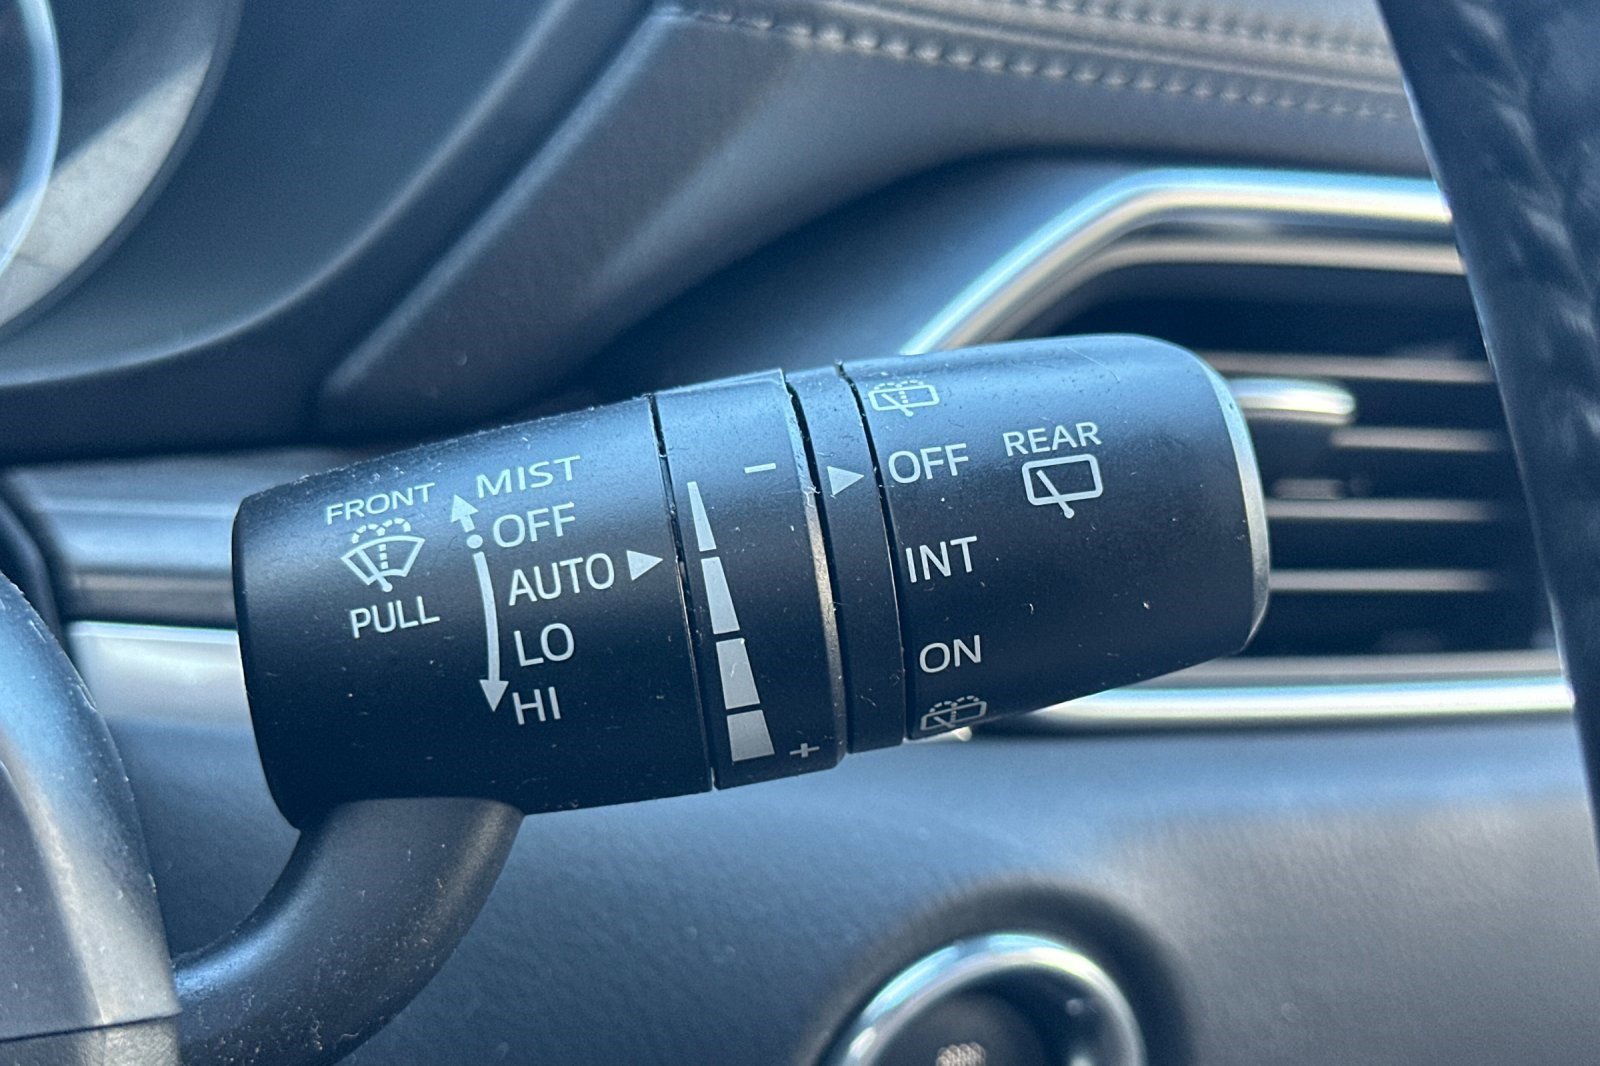 FRONT
PULL
MIST
OFF
AUTO
LO
HI
−
+
OFF
INT
ON
REAR